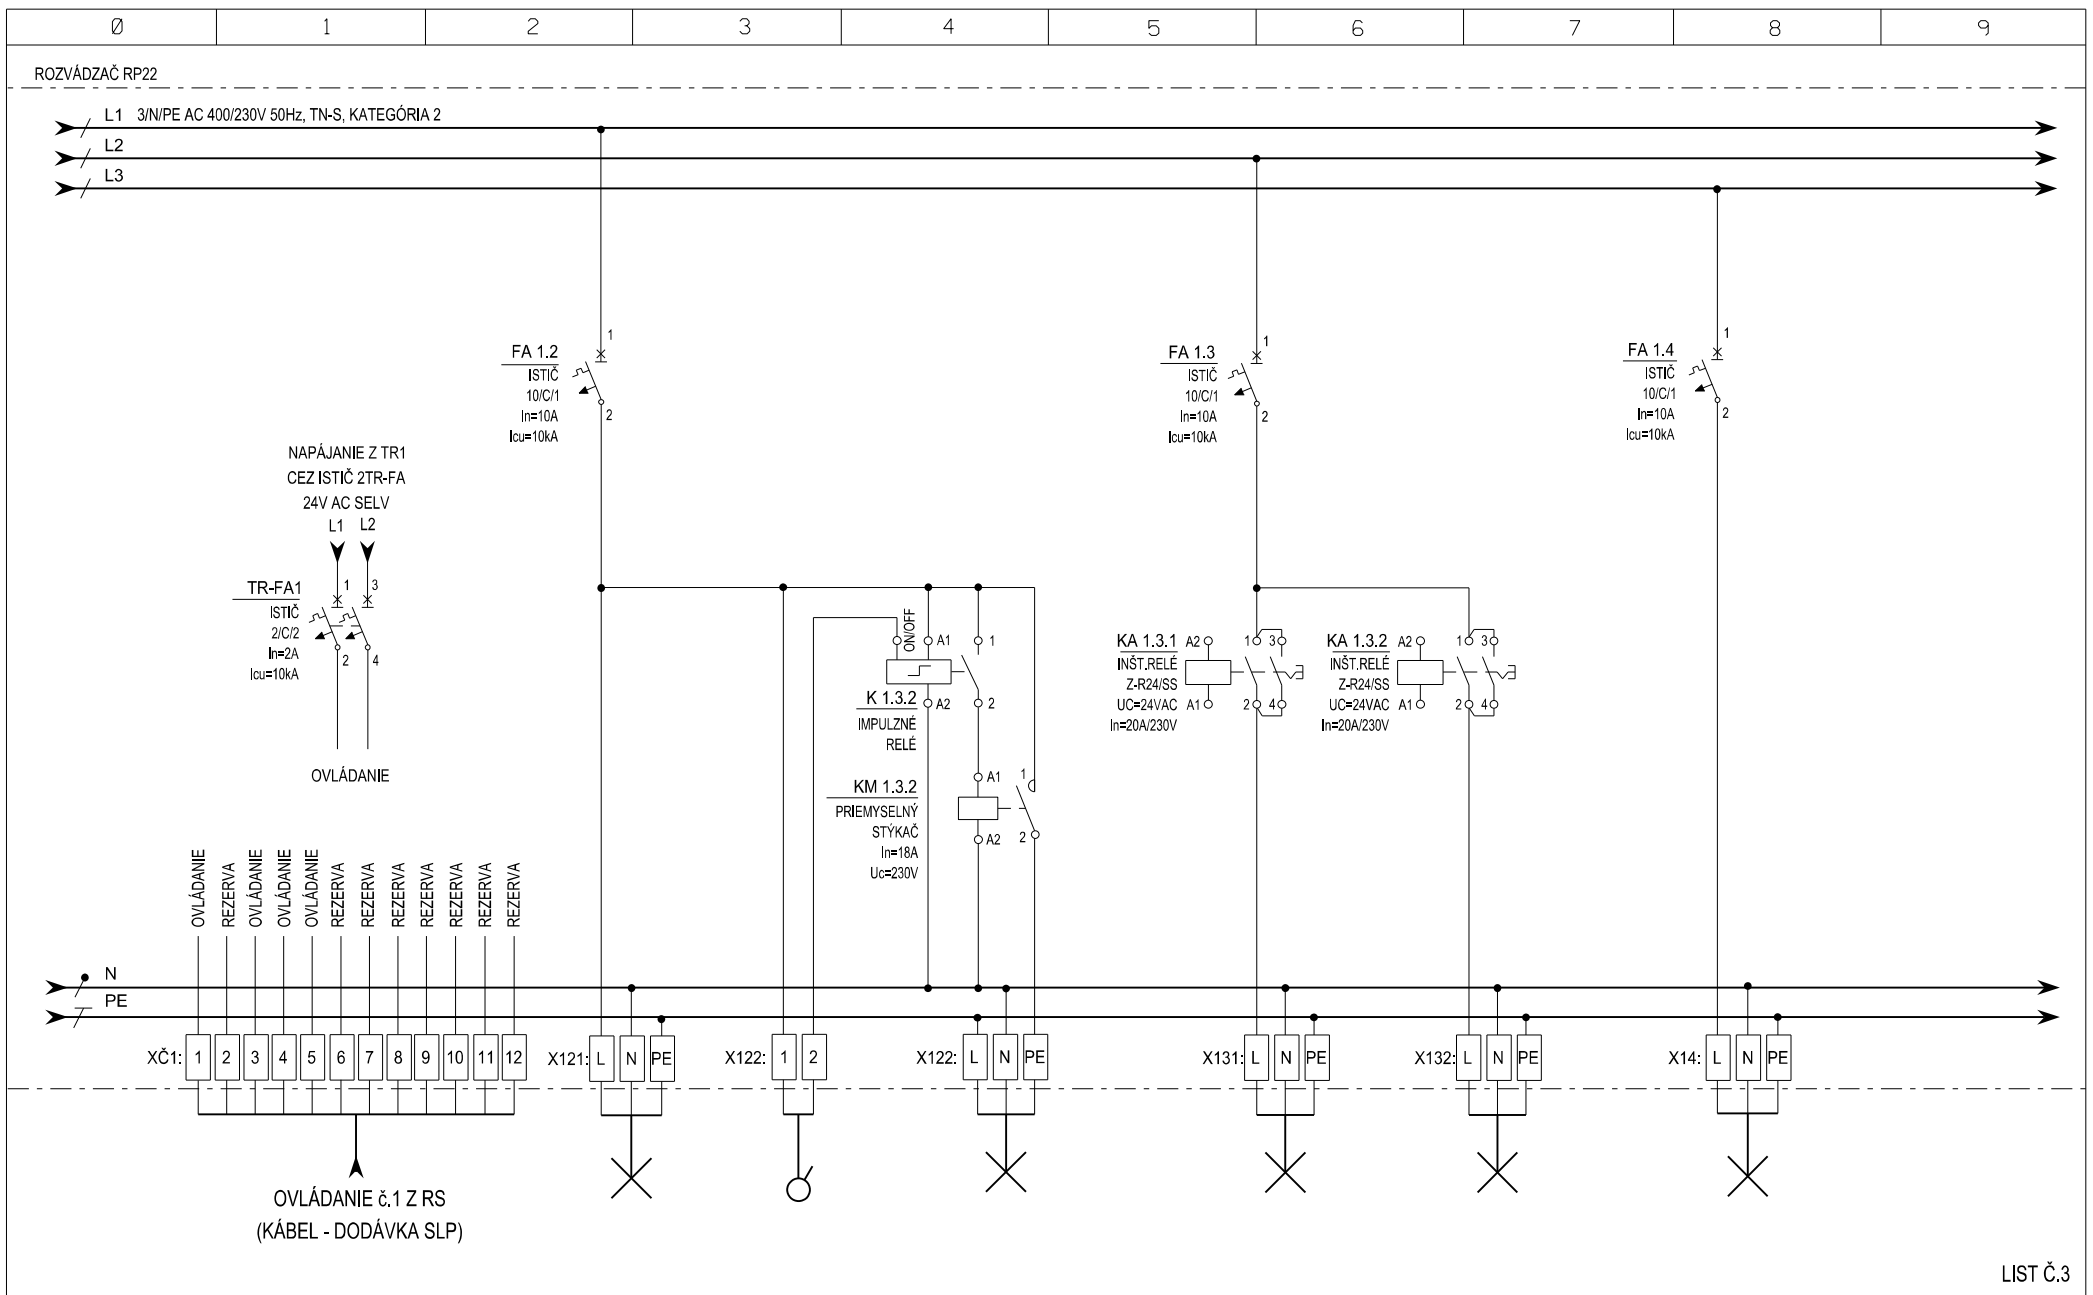 0 1 2 3 4 5 6 7 8 9
ROZVÁDZAČ RP22
L1 3/N/PE AC 400/230V 50Hz, TN-S, KATEGÓRIA 2
L2
L3
NAPÁJANIE Z TR1
CEZ ISTIČ 2TR-FA
24V AC SELV
L1 L2
1 3
TR-FA1
ISTIČ
2/C/2
In=2A
Icu=10kA
2 4
OVLÁDANIE
1
FA 1.2
ISTIČ
10/C/1
In=10A
Icu=10kA
2
ON/OFF
A1
1
K 1.3.2
IMPULZNÉ
RELÉ
A2
2
KM 1.3.2
PRIEMYSELNÝ
STÝKAČ
In=18A
Uc=230V
A1
A2
1
2
1
FA 1.3
ISTIČ
10/C/1
In=10A
Icu=10kA
2
KA 1.3.1
INŠT.RELÉ
Z-R24/SS
UC=24VAC
In=20A/230V
A2
A1
1 3
2 4
KA 1.3.2
INŠT.RELÉ
Z-R24/SS
UC=24VAC
In=20A/230V
A2
A1
1 3
2 4
1
FA 1.4
ISTIČ
10/C/1
In=10A
Icu=10kA
2
OVLÁDANIE
REZERVA
OVLÁDANIE
OVLÁDANIE
OVLÁDANIE
REZERVA
REZERVA
REZERVA
REZERVA
REZERVA
REZERVA
REZERVA
N
PE
XČ1: 1 2 3 4 5 6 7 8 9 10 11 12
X121: L N PE
X122: 1 2
X122: L N PE
X131: L N PE
X132: L N PE
X14: L N PE
OVLÁDANIE č.1 Z RS
(KÁBEL - DODÁVKA SLP)
LIST Č.3